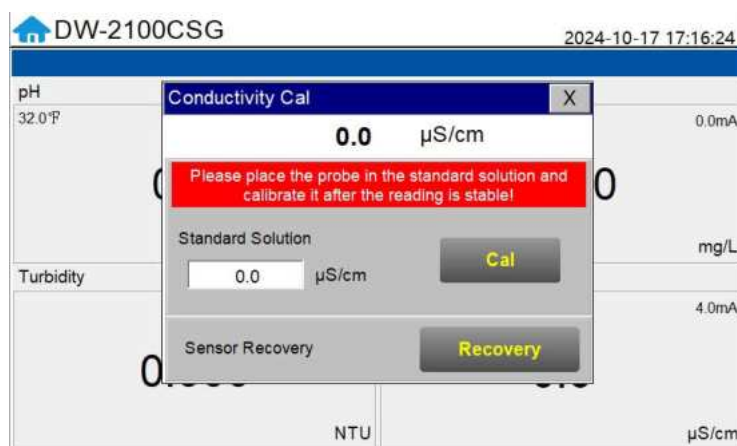 DW-2100CSG
2024-10-17 17:16:24
pH
Conductivity Cal
X
32.0℉
0.0mA
0.0 µS/cm
Please place the probe in the standard solution and
calibrate it after the reading is stable!
Standard Solution
0.0 µS/cm
Cal
mg/L
Turbidity
4.0mA
Sensor Recovery
Recovery
NTU
µS/cm